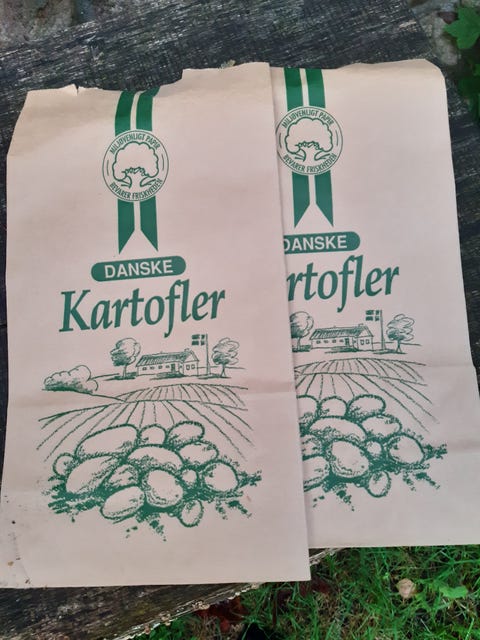 MILJØVENLIGT PAPIR
BEVARER FRISKHEDEN
DANSKE
Kartofler
MILJØVENLIGT PAPIR
BEVARER FRISKHEDEN
DANSKE
rtofler